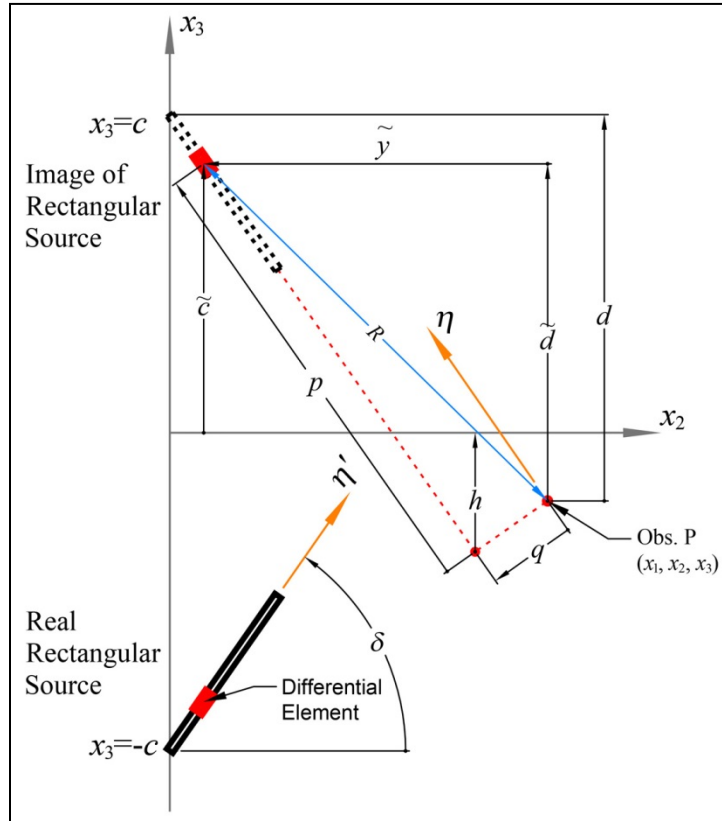 x₃
x₃=c
ỹ
Image of
Rectangular
Source
c̃
R
η
d̃
d
p
x₂
η′
h
Obs. P
(x₁, x₂, x₃)
q
Real
Rectangular
Source
δ
Differential
Element
x₃=-c